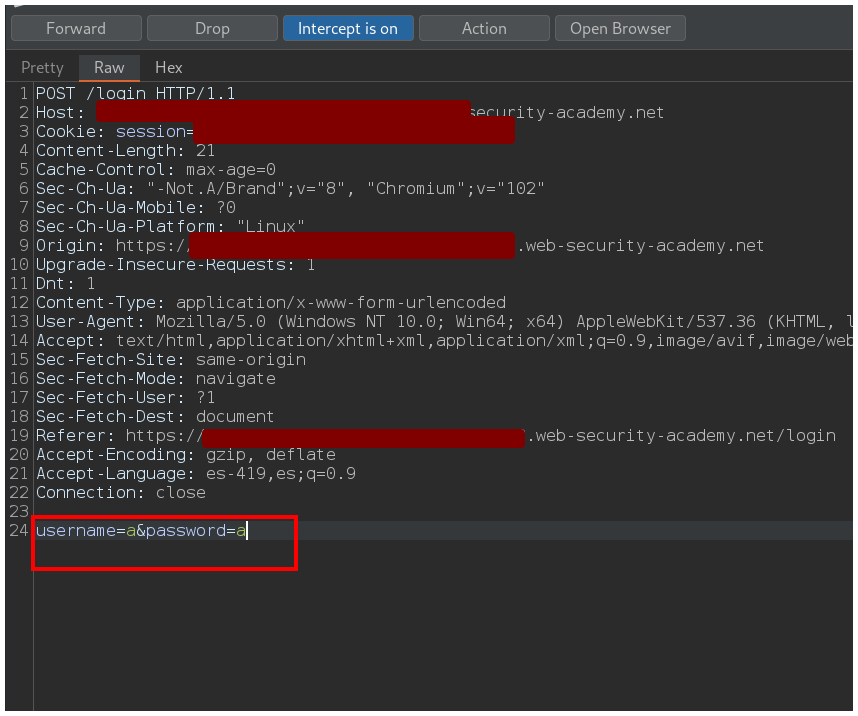 Forward Drop Intercept is on Action Open Browser
Pretty Raw Hex
1 POST /login HTTP/1.1
2 Host: security-academy.net
3 Cookie: session=
4 Content-Length: 21
5 Cache-Control: max-age=0
6 Sec-Ch-Ua: "-Not.A/Brand";v="8", "Chromium";v="102"
7 Sec-Ch-Ua-Mobile: ?0
8 Sec-Ch-Ua-Platform: "Linux"
9 Origin: https:/ .web-security-academy.net
10 Upgrade-Insecure-Requests: 1
11 Dnt: 1
12 Content-Type: application/x-www-form-urlencoded
13 User-Agent: Mozilla/5.0 (Windows NT 10.0; Win64; x64) AppleWebKit/537.36 (KHTML, l
14 Accept: text/html,application/xhtml+xml,application/xml;q=0.9,image/avif,image/web
15 Sec-Fetch-Site: same-origin
16 Sec-Fetch-Mode: navigate
17 Sec-Fetch-User: ?1
18 Sec-Fetch-Dest: document
19 Referer: https:// .web-security-academy.net/login
20 Accept-Encoding: gzip, deflate
21 Accept-Language: es-419,es;q=0.9
22 Connection: close
23
24 username=a&password=a